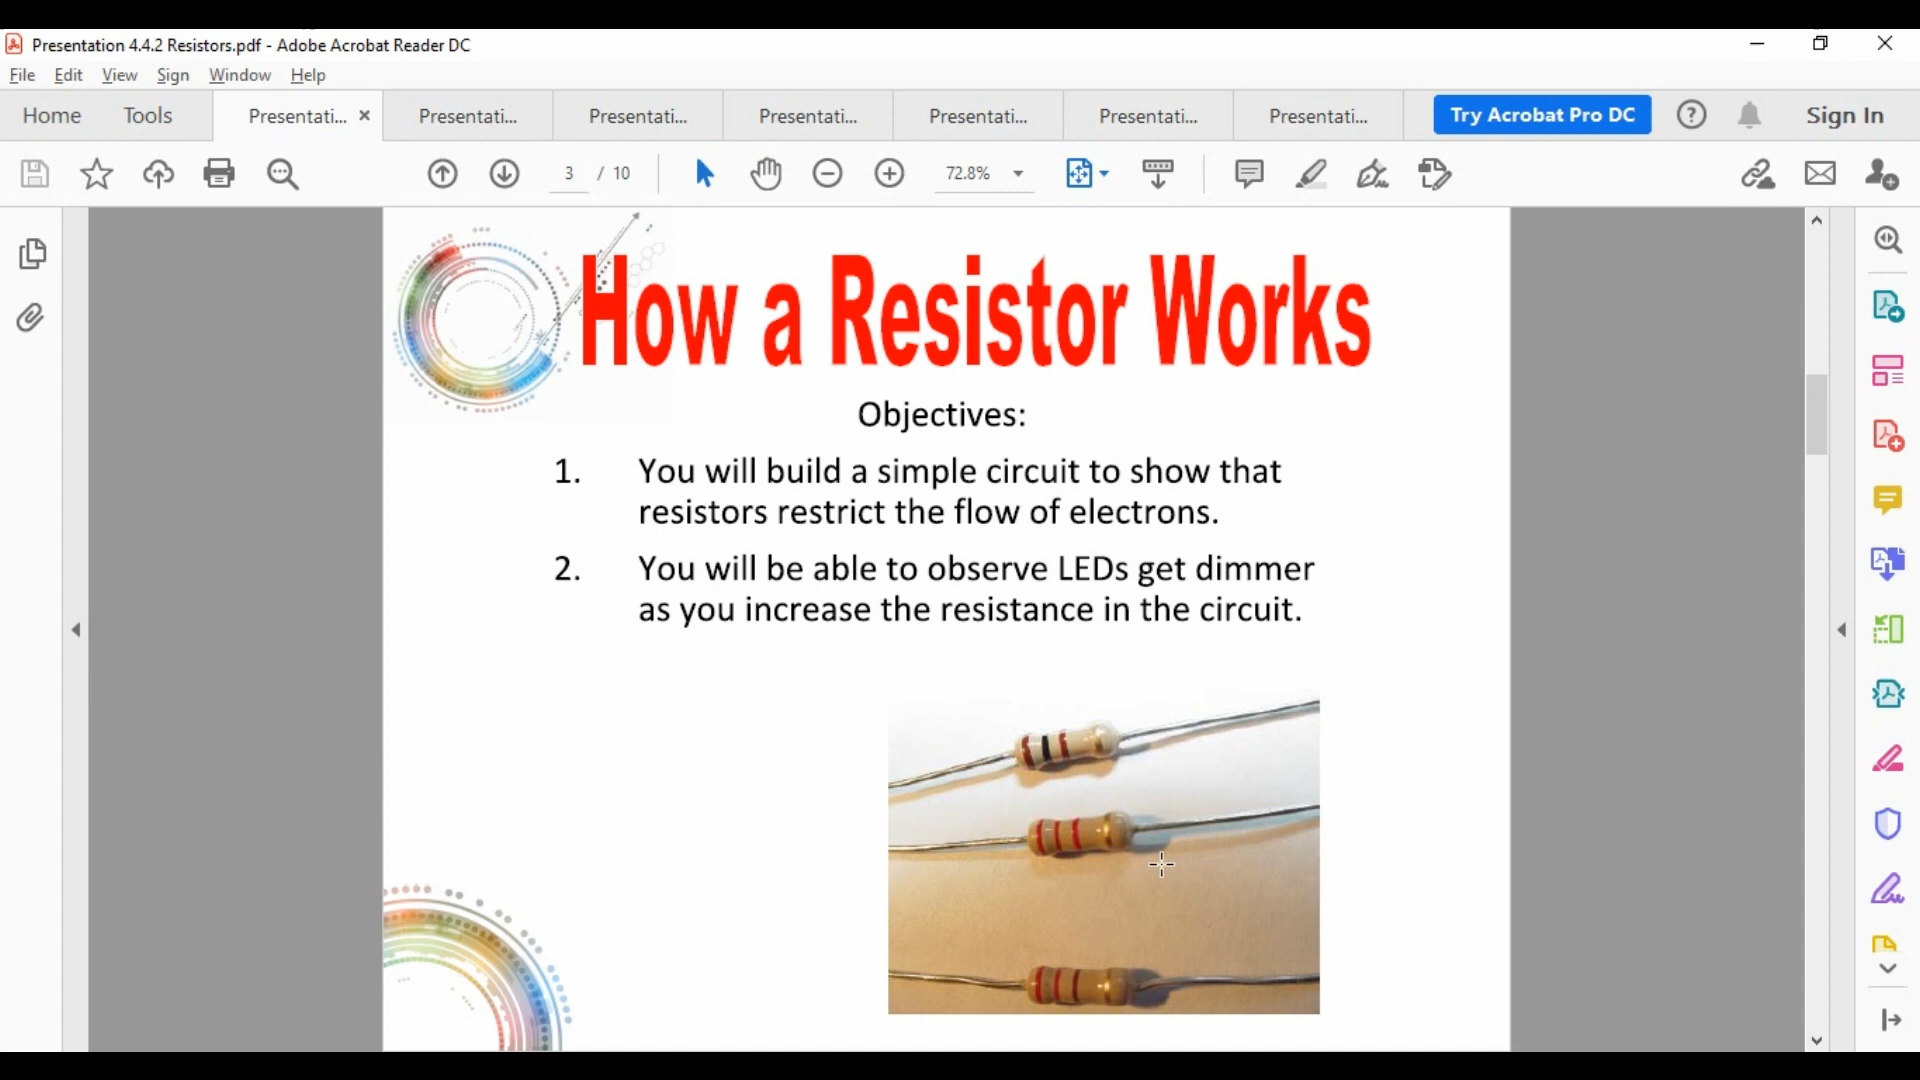 Presentation 4.4.2 Resistors.pdf - Adobe Acrobat Reader DC
File Edit View Sign Window Help
Home Tools Presentati... Presentati... Presentati... Presentati... Presentati... Presentati... Presentati... Try Acrobat Pro DC Sign In
3 / 10 72.8%
How a Resistor Works
Objectives:
1. You will build a simple circuit to show that
resistors restrict the flow of electrons.
2. You will be able to observe LEDs get dimmer
as you increase the resistance in the circuit.